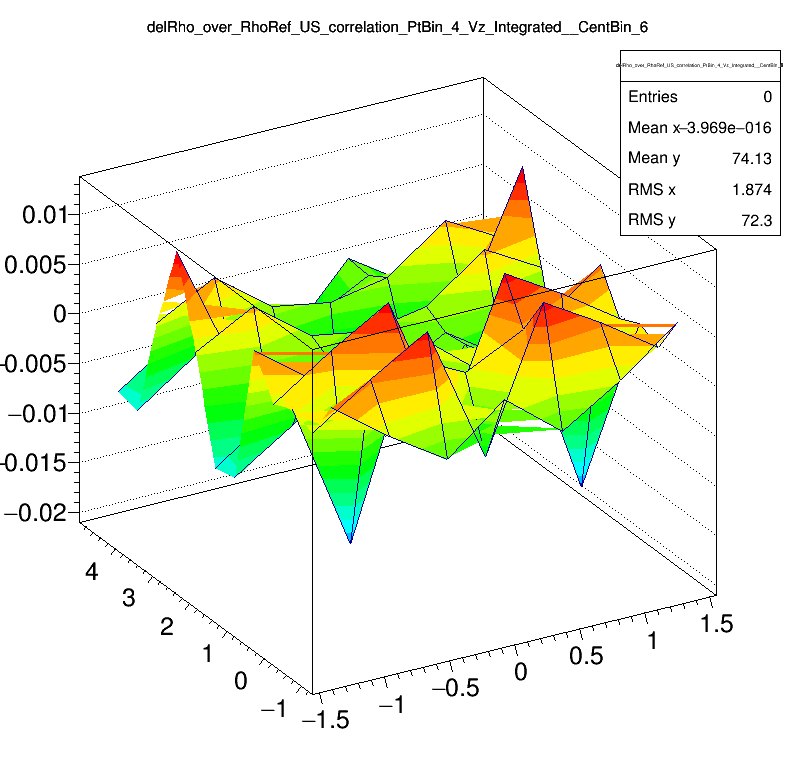 delRho_over_RhoRef_US_correlation_PtBin_4_Vz_Integrated__CentBin_6
delRho_over_RhoRef_US_correlation_PtBin_4_Vz_Integrated__CentBin_6
Entries 0
Mean x −3.969e−016
Mean y 74.13
RMS x 1.874
RMS y 72.3
0.01
0.005
0
−0.005
−0.01
−0.015
−0.02
4
3
2
1
0
−1
−1.5
−1
−0.5
0
0.5
1
1.5